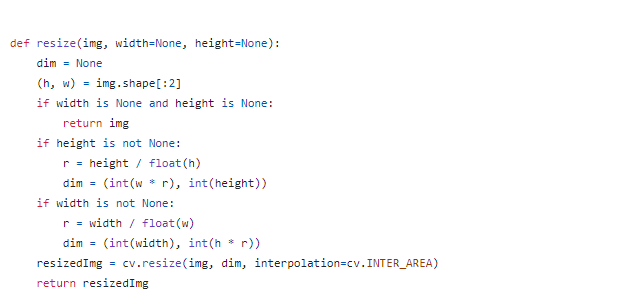 def resize(img, width=None, height=None):
    dim = None
    (h, w) = img.shape[:2]
    if width is None and height is None:
        return img
    if height is not None:
        r = height / float(h)
        dim = (int(w * r), int(height))
    if width is not None:
        r = width / float(w)
        dim = (int(width), int(h * r))
    resizedImg = cv.resize(img, dim, interpolation=cv.INTER_AREA)
    return resizedImg